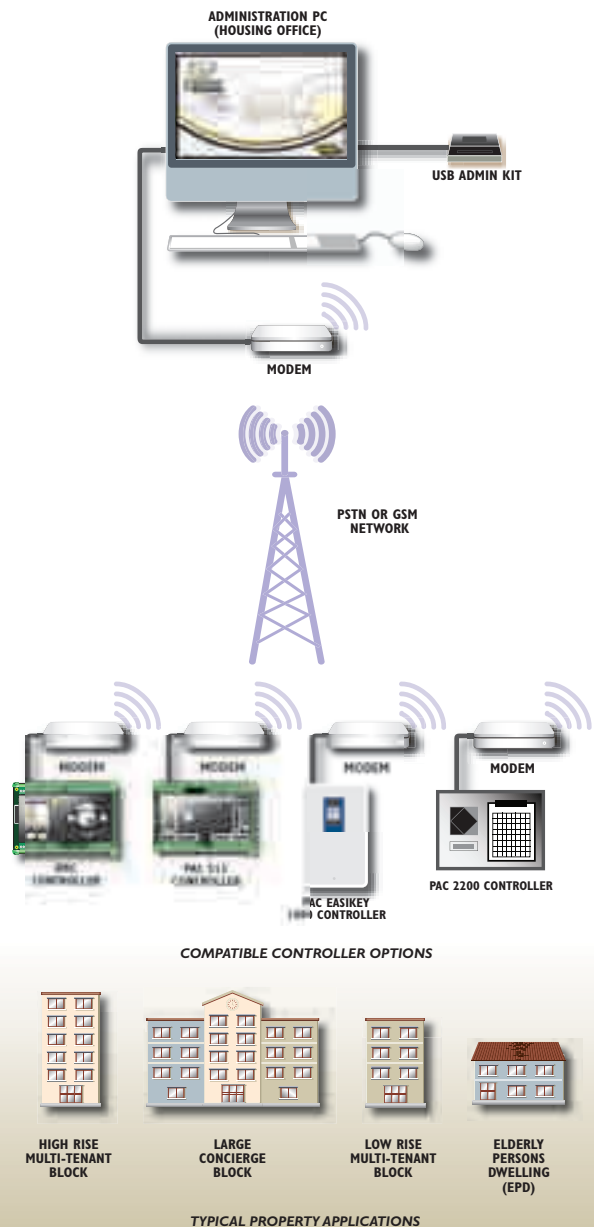 ADMINISTRATION PC
(HOUSING OFFICE)
USB ADMIN KIT
MODEM
PSTN OR GSM
NETWORK
MODEM
MODEM
MODEM
MODEM
CONTROLLER
CONTROLLER
AC EASIKEY
CONTROLLER
PAC 2200 CONTROLLER
COMPATIBLE CONTROLLER OPTIONS
HIGH RISE
MULTI-TENANT
BLOCK
LARGE
CONCIERGE
BLOCK
LOW RISE
MULTI-TENANT
BLOCK
ELDERLY
PERSONS
DWELLING
(EPD)
TYPICAL PROPERTY APPLICATIONS